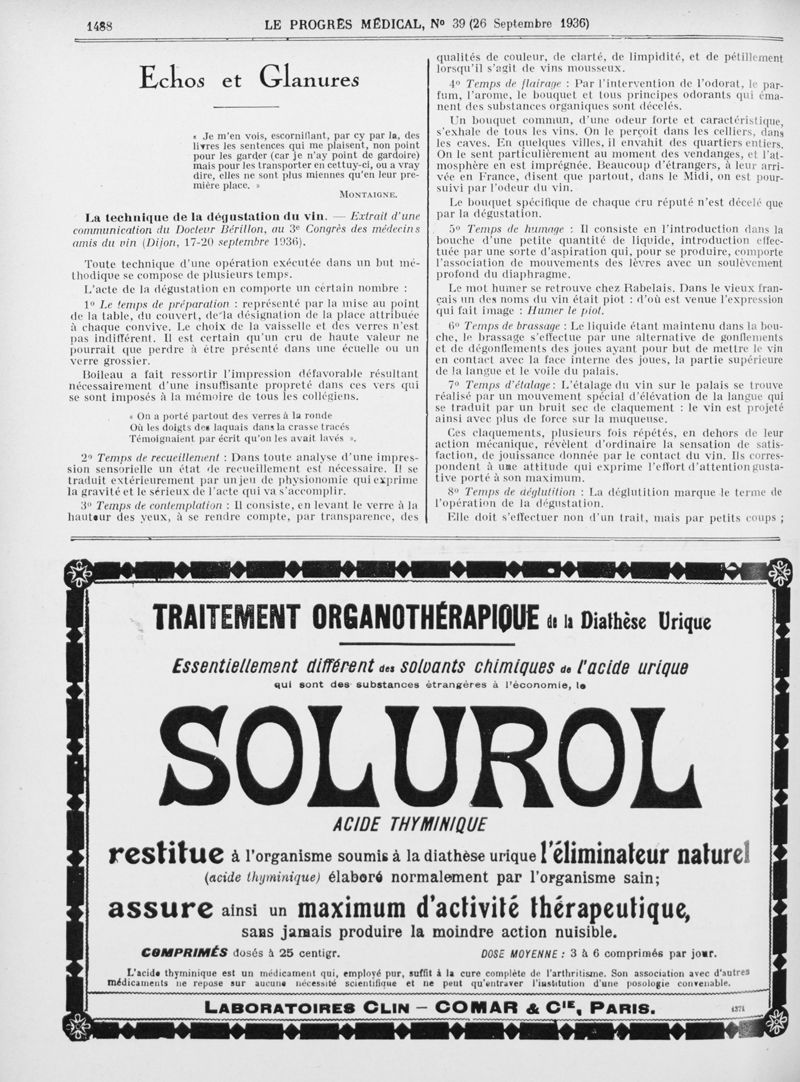 1488
LE PROGRÈS MÉDICAL, No 39 (26 Septembre 1936)
Echos et Glanures
« Je m'en vois, escorniflant, par cy par la, des
livres les sentences qui me plaisent, non point
pour les garder (car je n'ay point de gardoire)
mais pour les transporter en cettuy-ci, ou a vray
dire, elles ne sont plus miennes qu'en leur pre-
mière place. »
MONTAIGNE.
La technique de la dégustation du vin. — Extrait d'une
communication du Docteur Bérillon, au 3e Congrès des médecins
amis du vin (Dijon, 17-20 septembre 1936).
Toute technique d'une opération exécutée dans un but mé-
thodique se compose de plusieurs temps.
L'acte de la dégustation en comporte un certain nombre :
1o Le temps de préparation : représenté par la mise au point
de la table, du couvert, de la désignation de la place attribuée
à chaque convive. Le choix de la vaisselle et des verres n'est
pas indifférent. Il est certain qu'un cru de haute valeur ne
pourrait que perdre à être présenté dans une écuelle ou un
verre grossier.
Boileau a fait ressortir l'impression défavorable résultant
nécessairement d'une insuffisante propreté dans ces vers qui
se sont imposés à la mémoire de tous les collégiens.
« On a porté partout des verres à la ronde
Où les doigts des laquais dans la crasse tracés
Témoignaient par écrit qu'on les avait lavés ».
2o Temps de recueillement : Dans toute analyse d'une impres-
sion sensorielle un état de recueillement est nécessaire. Il se
traduit extérieurement par un jeu de physionomie qui exprime
la gravité et le sérieux de l'acte qui va s'accomplir.
3o Temps de contemplation : Il consiste, en levant le verre à la
hauteur des yeux, à se rendre compte, par transparence, des
qualités de couleur, de clarté, de limpidité, et de pétillement
lorsqu'il s'agit de vins mousseux.
4o Temps de flairage : Par l'intervention de l'odorat, le par-
fum, l'arome, le bouquet et tous principes odorants qui éma-
nent des substances organiques sont décelés.
Un bouquet commun, d'une odeur forte et caractéristique,
s'exhale de tous les vins. On le perçoit dans les celliers, dans
les caves. En quelques villes, il envahit des quartiers entiers.
On le sent particulièrement au moment des vendanges, et l'at-
mosphère en est imprégnée. Beaucoup d'étrangers, à leur arri-
vée en France, disent que partout, dans le Midi, on est pour-
suivi par l'odeur du vin.
Le bouquet spécifique de chaque cru réputé n'est décelé que
par la dégustation.
5o Temps de humage : Il consiste en l'introduction dans la
bouche d'une petite quantité de liquide, introduction effec-
tuée par une sorte d'aspiration qui, pour se produire, comporte
l'association de mouvements des lèvres avec un soulèvement
profond du diaphragme.
Le mot humer se retrouve chez Rabelais. Dans le vieux fran-
çais un des noms du vin était piot : d'où est venue l'expression
qui fait image : Humer le piot.
6o Temps de brassage : Le liquide étant maintenu dans la bou-
che, le brassage s'effectue par une alternative de gonflements
et de dégonflements des joues ayant pour but de mettre le vin
en contact avec la face interne des joues, la partie supérieure
de la langue et le voile du palais.
7o Temps d'étalage : L'étalage du vin sur le palais se trouve
réalisé par un mouvement spécial d'élévation de la langue qui
se traduit par un bruit sec de claquement : le vin est projeté
ainsi avec plus de force sur la muqueuse.
Ces claquements, plusieurs fois répétés, en dehors de leur
action mécanique, révèlent d'ordinaire la sensation de satis-
faction, de jouissance donnée par le contact du vin. Ils corres-
pondent à une attitude qui exprime l'effort d'attention gusta-
tive porté à son maximum.
8o Temps de déglutition : La déglutition marque le terme de
l'opération de la dégustation.
Elle doit s'effectuer non d'un trait, mais par petits coups ;
TRAITEMENT ORGANOTHÉRAPIQUE de la Diathèse Urique
Essentiellement différent des solvants chimiques de l'acide urique
qui sont des substances étrangères à l'économie, le
SOLUROL
ACIDE THYMINIQUE
restitue à l'organisme soumis à la diathèse urique l'éliminateur naturel
(acide thyminique) élaboré normalement par l'organisme sain;
assure ainsi un maximum d'activité thérapeutique,
sans jamais produire la moindre action nuisible.
COMPRIMÉS dosés à 25 centigr. DOSE MOYENNE : 3 à 6 comprimés par jour.
L'acide thyminique est un médicament qui, employé pur, suffit à la cure complète de l'arthritisme. Son association avec d'autres
médicaments ne repose sur aucune nécessité scientifique et ne peut qu'entraver l'institution d'une posologie convenable.
LABORATOIRES CLIN — COMAR & CIE, PARIS.
1371